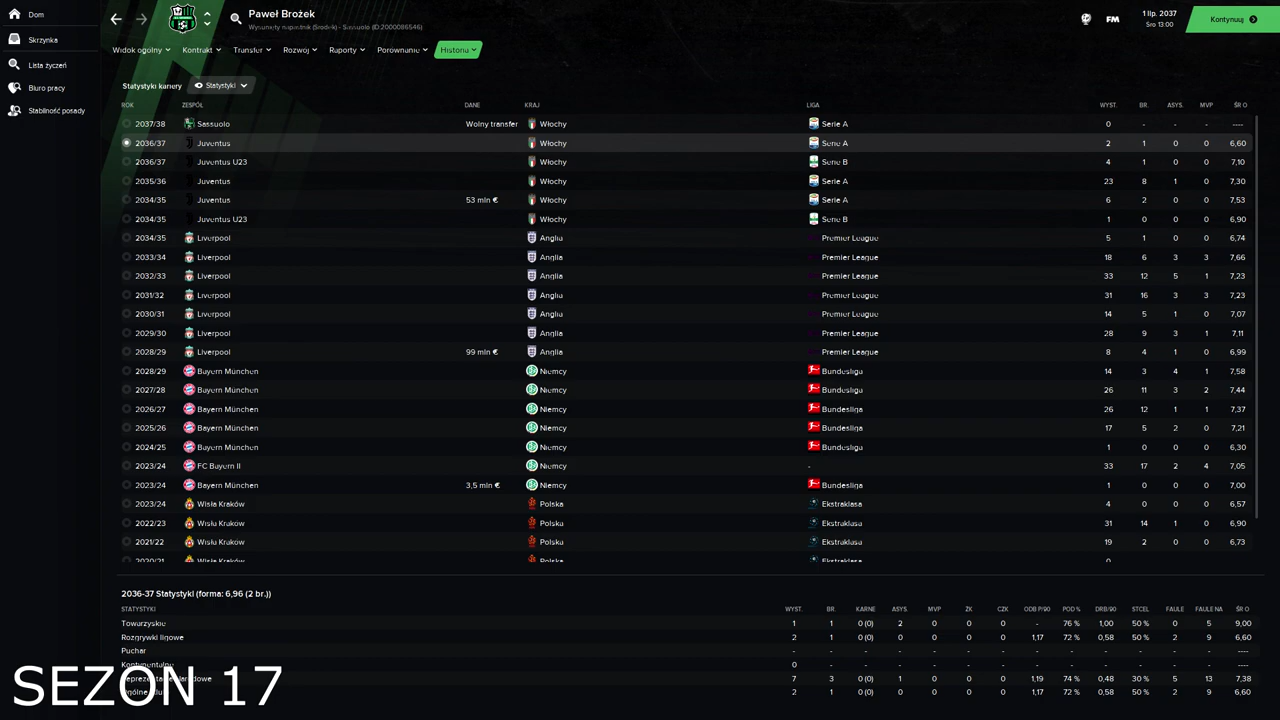 Dom
Skrzynka
Lista życzeń
Biuro pracy
Stabilność posady
Paweł Brożek
Wysunięty napastnik (Środek) - Sassuolo (ID:2000086546)
1 lip. 2037
Śro 13:00
FM
Kontynuuj
Widok ogólny Kontrakt Transfer Rozwój Raporty Porównanie Historia
Statystyki kariery Statystyki
ROK ZESPÓŁ DANE KRAJ LIGA WYST. BR. ASYS. MVP ŚR O
2037/38 Sassuolo Wolny transfer Włochy Serie A 0 - - - ----
2036/37 Juventus Włochy Serie A 2 1 0 0 6,60
2036/37 Juventus U23 Włochy Serie B 4 1 0 0 7,10
2035/36 Juventus Włochy Serie A 23 8 1 0 7,30
2034/35 Juventus 53 mln € Włochy Serie A 6 2 0 0 7,53
2034/35 Juventus U23 Włochy Serie B 1 0 0 0 6,90
2034/35 Liverpool Anglia Premier League 5 1 0 0 6,74
2033/34 Liverpool Anglia Premier League 18 6 3 3 7,66
2032/33 Liverpool Anglia Premier League 33 12 5 1 7,23
2031/32 Liverpool Anglia Premier League 31 16 3 3 7,23
2030/31 Liverpool Anglia Premier League 14 5 1 0 7,07
2029/30 Liverpool Anglia Premier League 28 9 3 1 7,11
2028/29 Liverpool 99 mln € Anglia Premier League 8 4 1 0 6,99
2028/29 Bayern München Niemcy Bundesliga 14 3 4 1 7,58
2027/28 Bayern München Niemcy Bundesliga 26 11 3 2 7,44
2026/27 Bayern München Niemcy Bundesliga 26 12 1 1 7,37
2025/26 Bayern München Niemcy Bundesliga 17 5 2 0 7,21
2024/25 Bayern München Niemcy Bundesliga 1 0 0 0 6,30
2023/24 FC Bayern II Niemcy - 33 17 2 4 7,05
2023/24 Bayern München 3,5 mln € Niemcy Bundesliga 1 0 0 0 7,00
2023/24 Wisła Kraków Polska Ekstraklasa 4 0 0 0 6,57
2022/23 Wisła Kraków Polska Ekstraklasa 31 14 1 0 6,90
2021/22 Wisła Kraków Polska Ekstraklasa 19 2 0 0 6,73
2020/21 Wisła Kraków Polska Ekstraklasa 0
2036-37 Statystyki (forma: 6,96 (2 br.))
STATYSTYKI WYST. BR. KARNE ASYS. MVP ŻK CZK ODB P/90 POD % DRB/90 STCEL FAULE FAULE NA ŚR O
Towarzyskie 1 1 0 (0) 2 0 0 0 - 76 % 1,00 50 % 0 5 9,00
Rozgrywki ligowe 2 1 0 (0) 0 0 0 0 1,17 72 % 0,58 50 % 2 9 6,60
Puchar - - - - - - - - - - - - - ----
Kontynentalne 0
7 3 0 (0) 1 0 0 0 1,19 74 % 0,48 30 % 5 13 7,38
2 1 0 (0) 0 0 0 0 1,17 72 % 0,58 50 % 2 9 6,60
SEZON 17